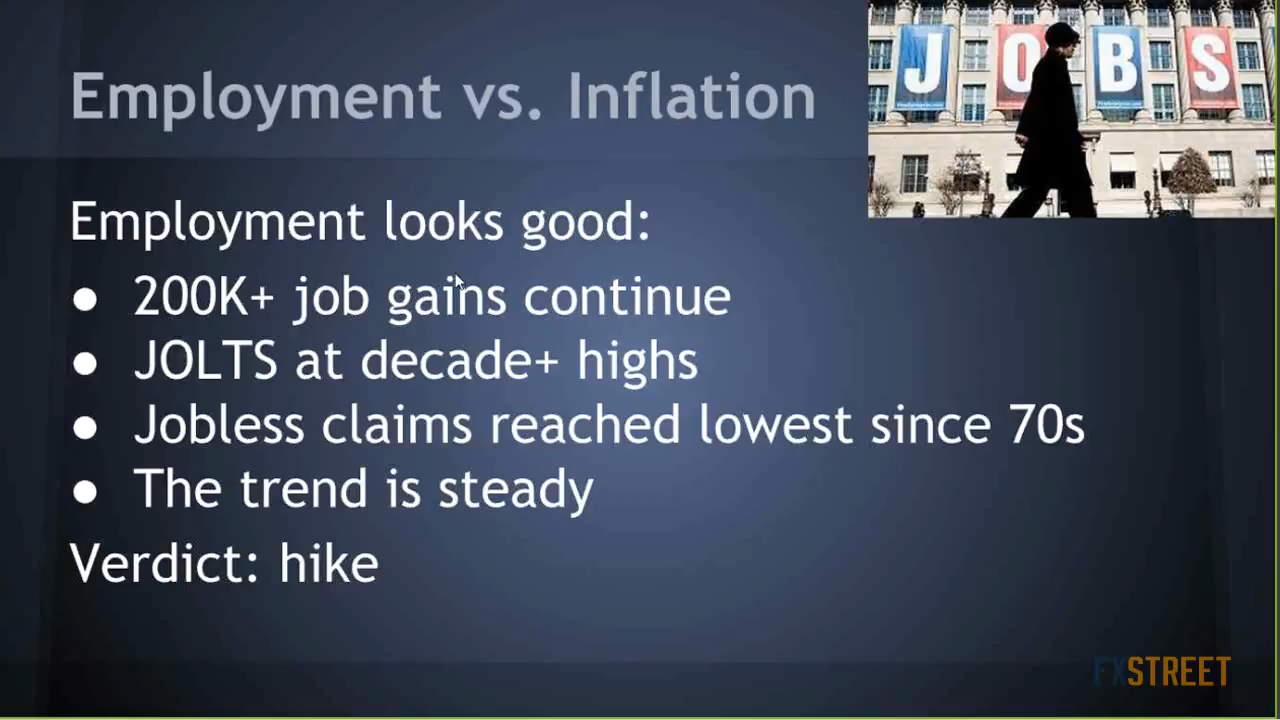 JOBS
Employment vs. Inflation
Employment looks good:
● 200K+ job gains continue
● JOLTS at decade+ highs
● Jobless claims reached lowest since 70s
● The trend is steady
Verdict: hike
FXSTREET